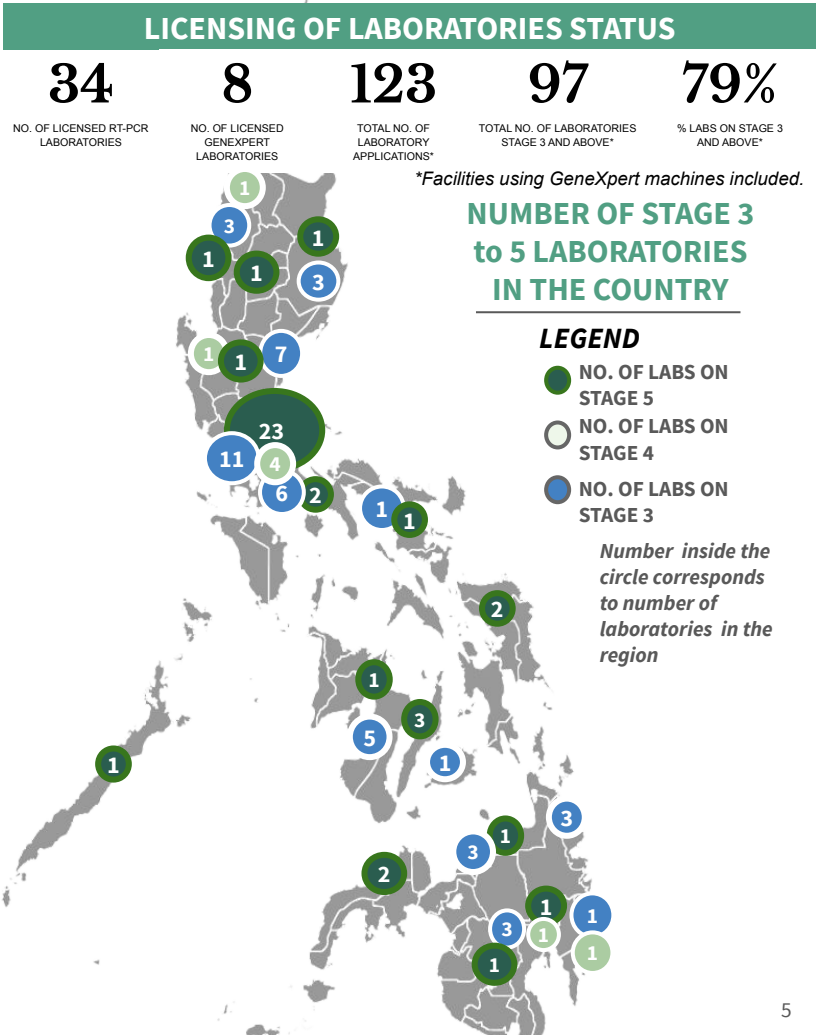 LICENSING OF LABORATORIES STATUS
34
NO. OF LICENSED RT-PCR
LABORATORIES
8
NO. OF LICENSED
GENEXPERT
LABORATORIES
123
TOTAL NO. OF
LABORATORY
APPLICATIONS*
97
TOTAL NO. OF LABORATORIES
STAGE 3 AND ABOVE*
79%
% LABS ON STAGE 3
AND ABOVE*
*Facilities using GeneXpert machines included.
NUMBER OF STAGE 3
to 5 LABORATORIES
IN THE COUNTRY
LEGEND
NO. OF LABS ON
STAGE 5
NO. OF LABS ON
STAGE 4
NO. OF LABS ON
STAGE 3
Number inside the
circle corresponds
to number of
laboratories in the
region
1
3
1
1
1
3
1
1
7
23
11
4
6
2
1
1
2
1
3
5
1
1
3
1
3
2
1
1
3
1
1
1
5